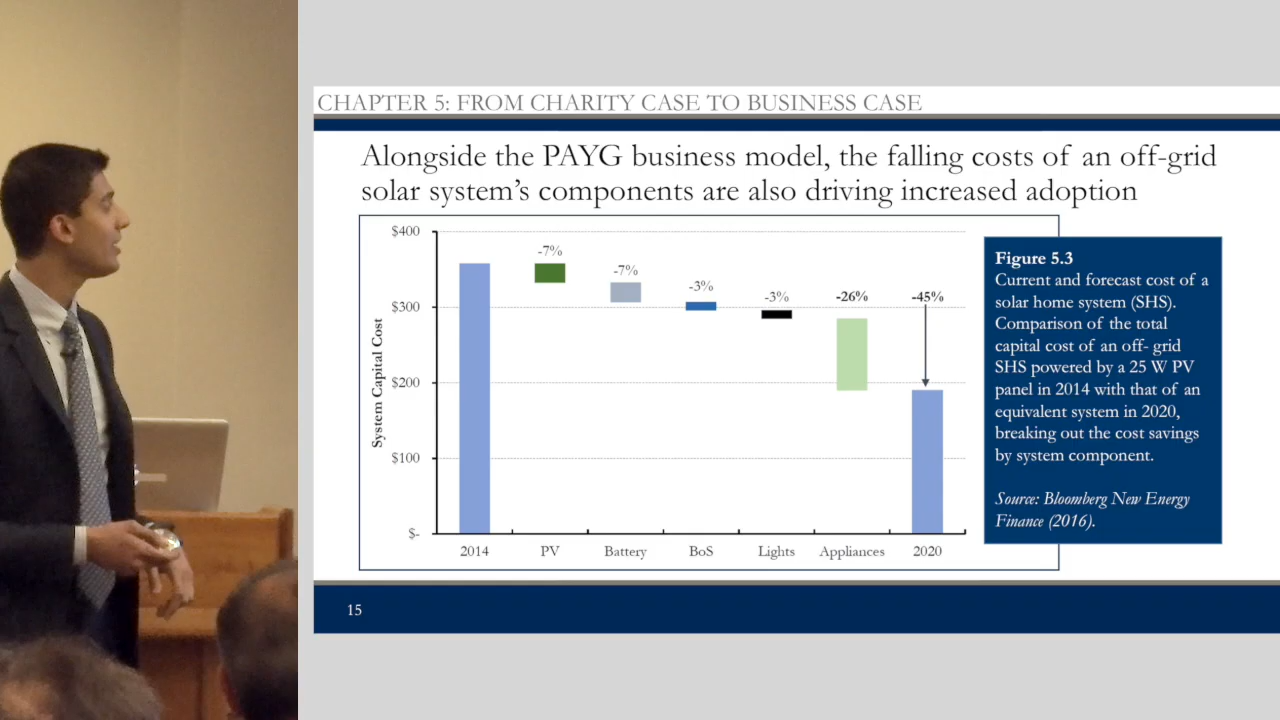 CHAPTER 5: FROM CHARITY CASE TO BUSINESS CASE
Alongside the PAYG business model, the falling costs of an off-grid
solar system's components are also driving increased adoption
System Capital Cost
$400
$300
$200
$100
$-
-7%
-7%
-3%
-3%
-26%
-45%
2014
PV
Battery
BoS
Lights
Appliances
2020
Figure 5.3
Current and forecast cost of a
solar home system (SHS).
Comparison of the total
capital cost of an off- grid
SHS powered by a 25 W PV
panel in 2014 with that of an
equivalent system in 2020,
breaking out the cost savings
by system component.
Source: Bloomberg New Energy
Finance (2016).
15